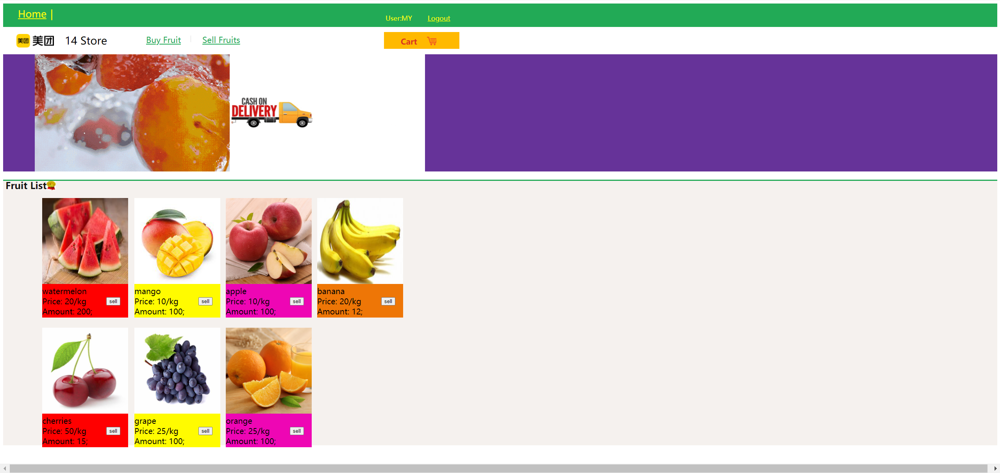 Home |
User:MY Logout
美团 美团 14 Store Buy Fruit Sell Fruits Cart
CASH ON
DELIVERY
Fruit List
watermelon
Price: 20/kg sell
Amount: 200;
mango
Price: 10/kg sell
Amount: 100;
apple
Price: 10/kg sell
Amount: 100;
banana
Price: 20/kg sell
Amount: 12;
cherries
Price: 50/kg sell
Amount: 15;
grape
Price: 25/kg sell
Amount: 100;
orange
Price: 25/kg sell
Amount: 100;